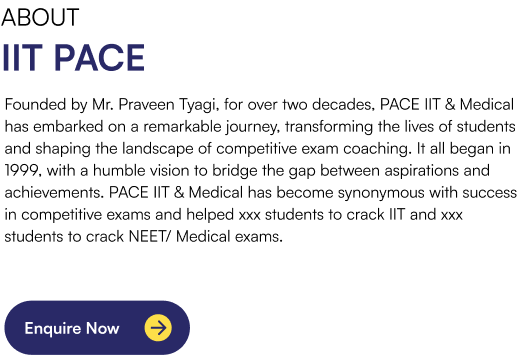 ABOUT
IIT PACE
Founded by Mr. Praveen Tyagi, for over two decades, PACE IIT & Medical
has embarked on a remarkable journey, transforming the lives of students
and shaping the landscape of competitive exam coaching. It all began in
1999, with a humble vision to bridge the gap between aspirations and
achievements. PACE IIT & Medical has become synonymous with success
in competitive exams and helped xxx students to crack IIT and xxx
students to crack NEET/ Medical exams.
Enquire Now